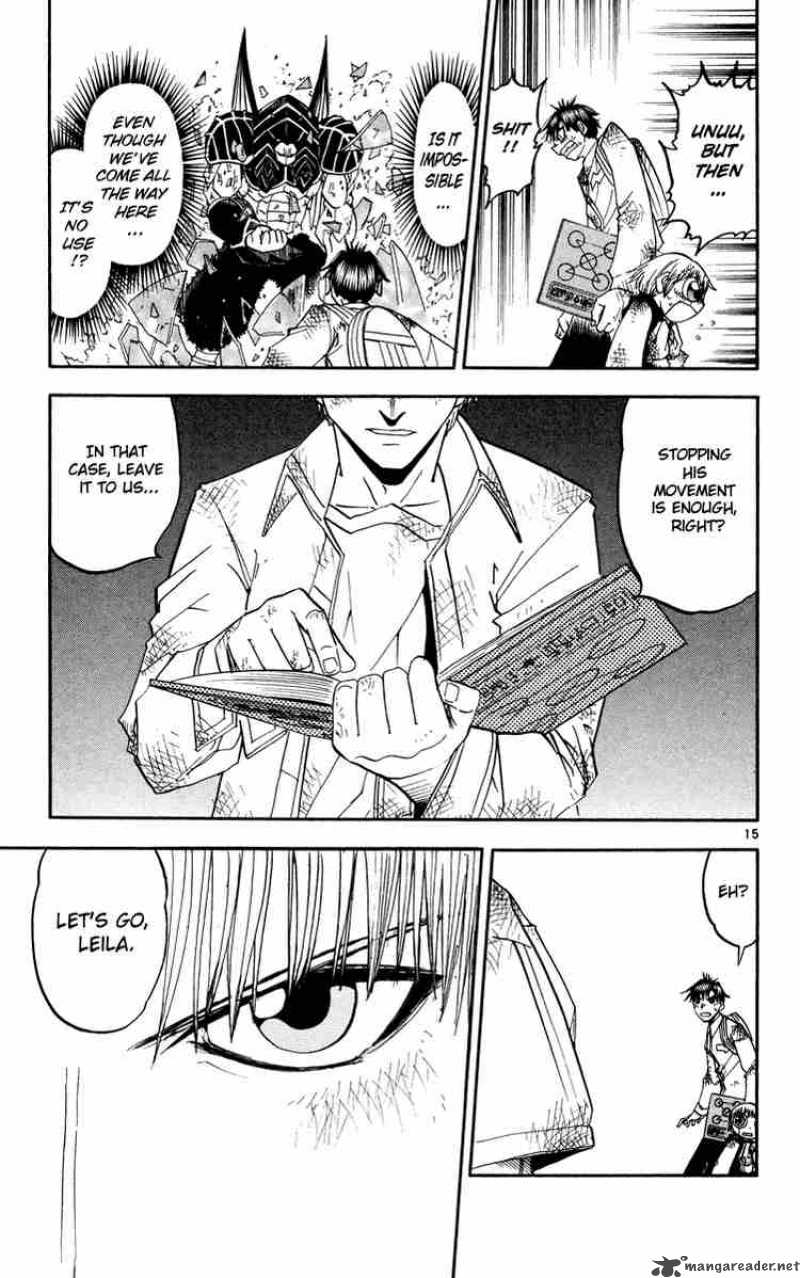 UNUU,
BUT
THEN
...
SHIT
!!
IS IT
IMPOS-
SIBLE
...
EVEN
THOUGH
WE'VE
COME ALL
THE WAY
HERE ...
IT'S
NO
USE !?
STOPPING
HIS
MOVEMENT
IS ENOUGH,
RIGHT?
IN THAT
CASE, LEAVE
IT TO US...
15
EH?
LET'S GO,
LEILA.
mangareader.net